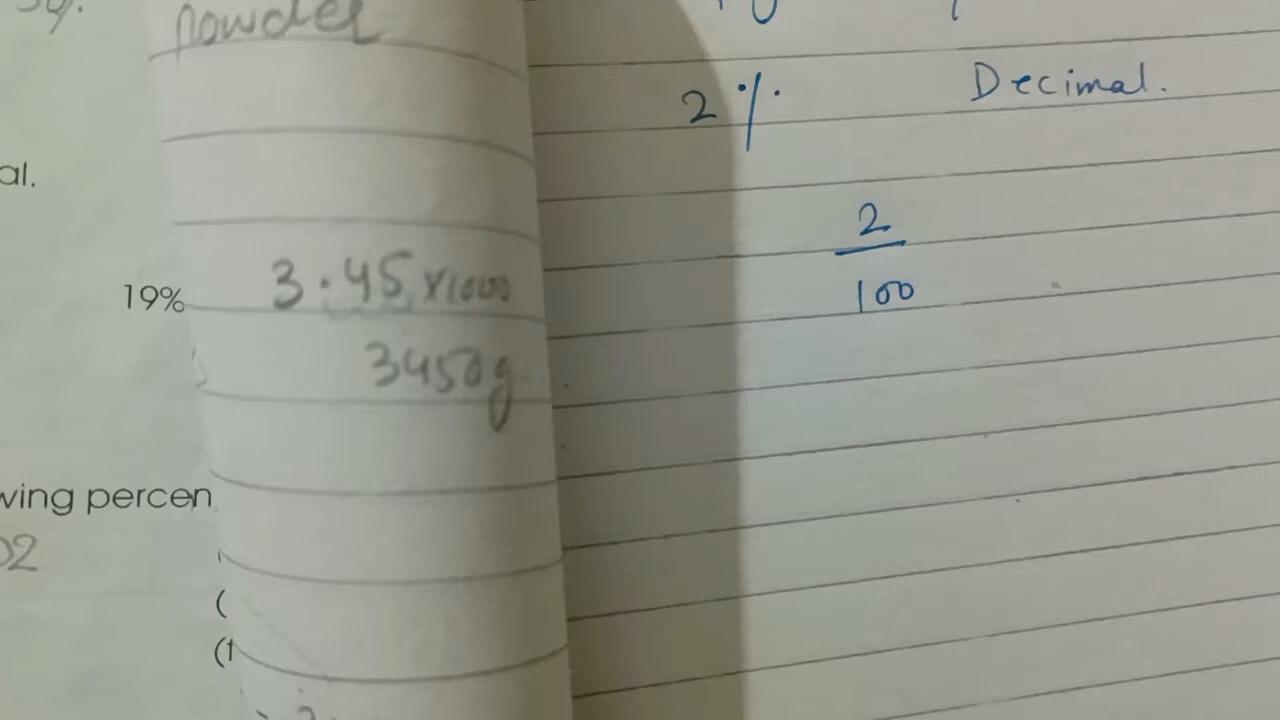 powder
al.
19%
3.45 x1000
3450g
wing percen
02
(
2 %
Decimal.
2
100